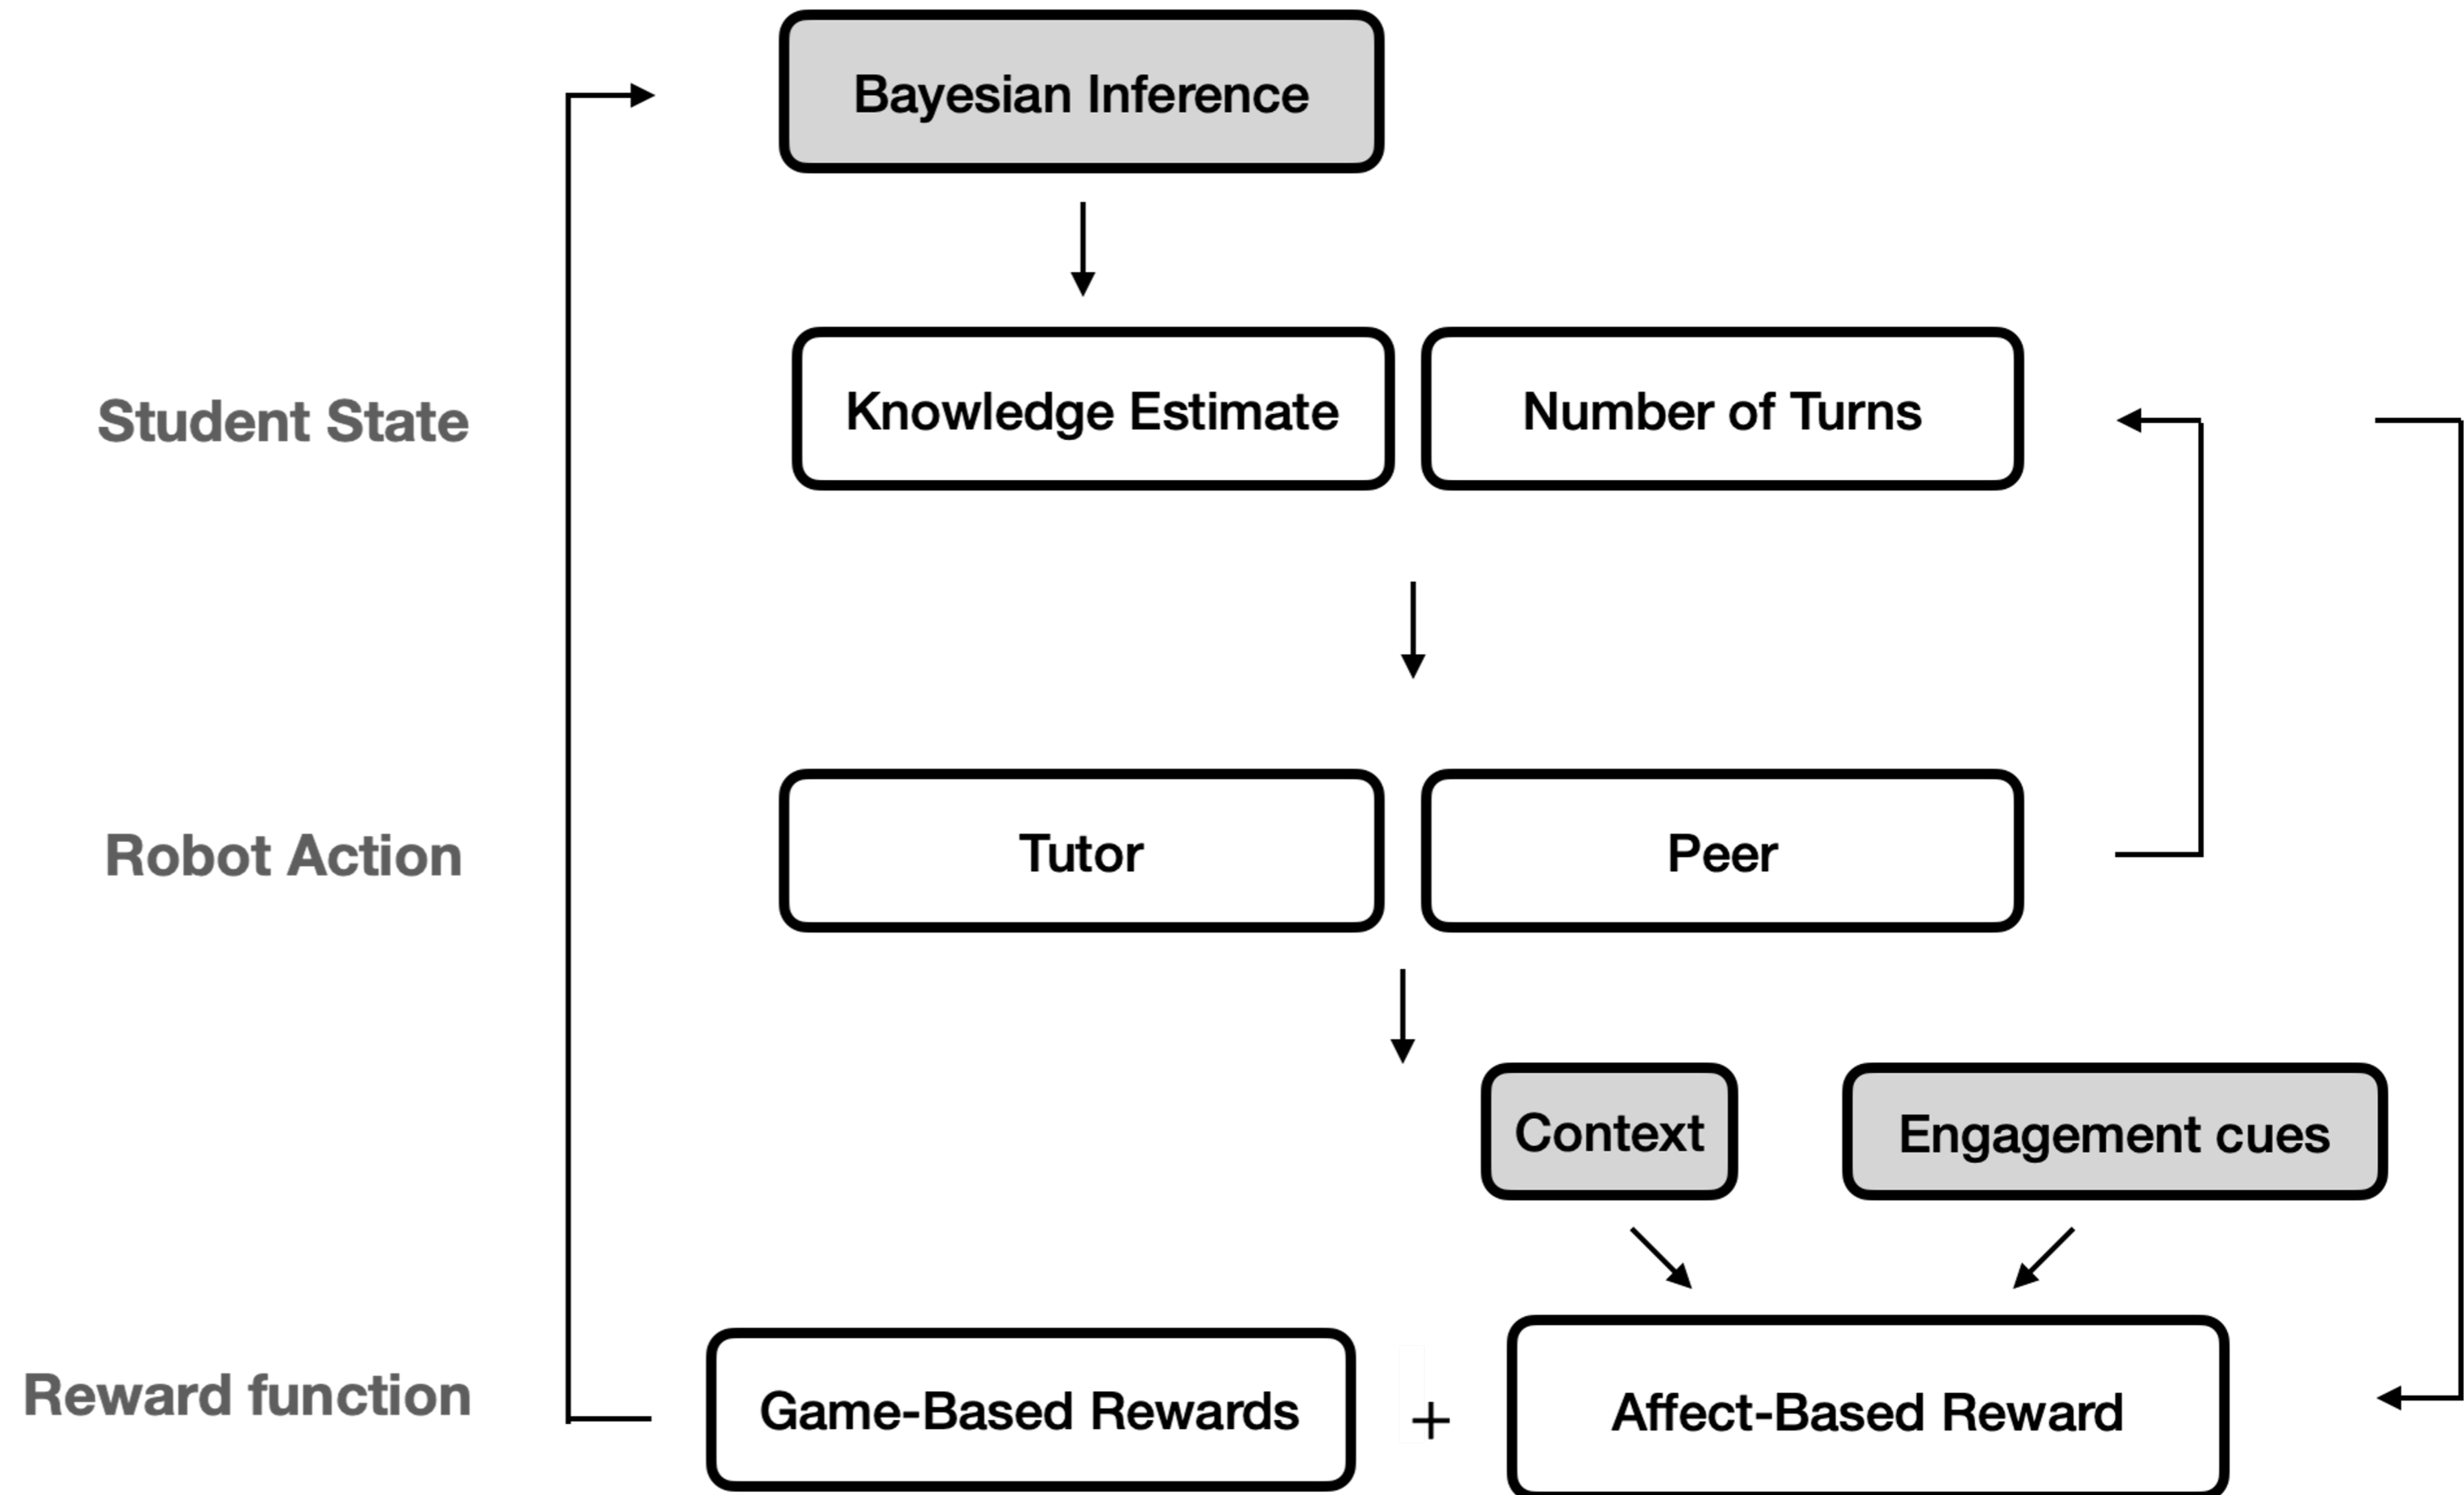 Bayesian Inference
Student State
Knowledge Estimate
Number of Turns
Robot Action
Tutor
Peer
Context
Engagement cues
Reward function
Game-Based Rewards
+
Affect-Based Reward